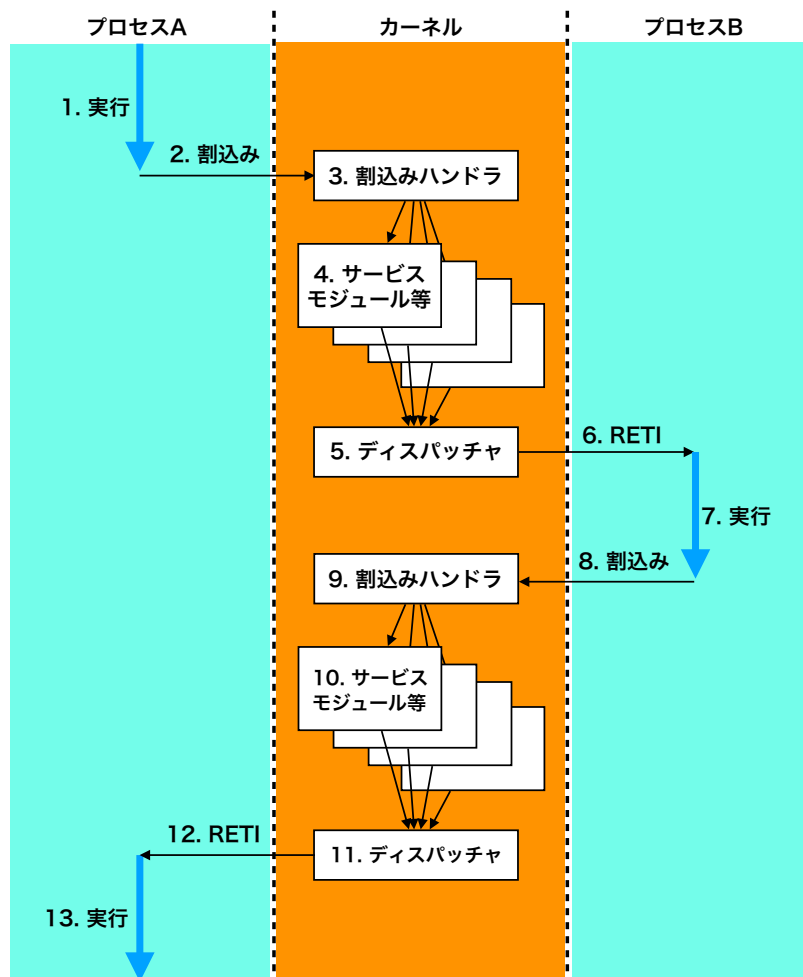 プロセスA
カーネル
プロセスB
1. 実行
2. 割込み
3. 割込みハンドラ
4. サービス
モジュール等
5. ディスパッチャ
6. RETI
7. 実行
8. 割込み
9. 割込みハンドラ
10. サービス
モジュール等
11. ディスパッチャ
12. RETI
13. 実行